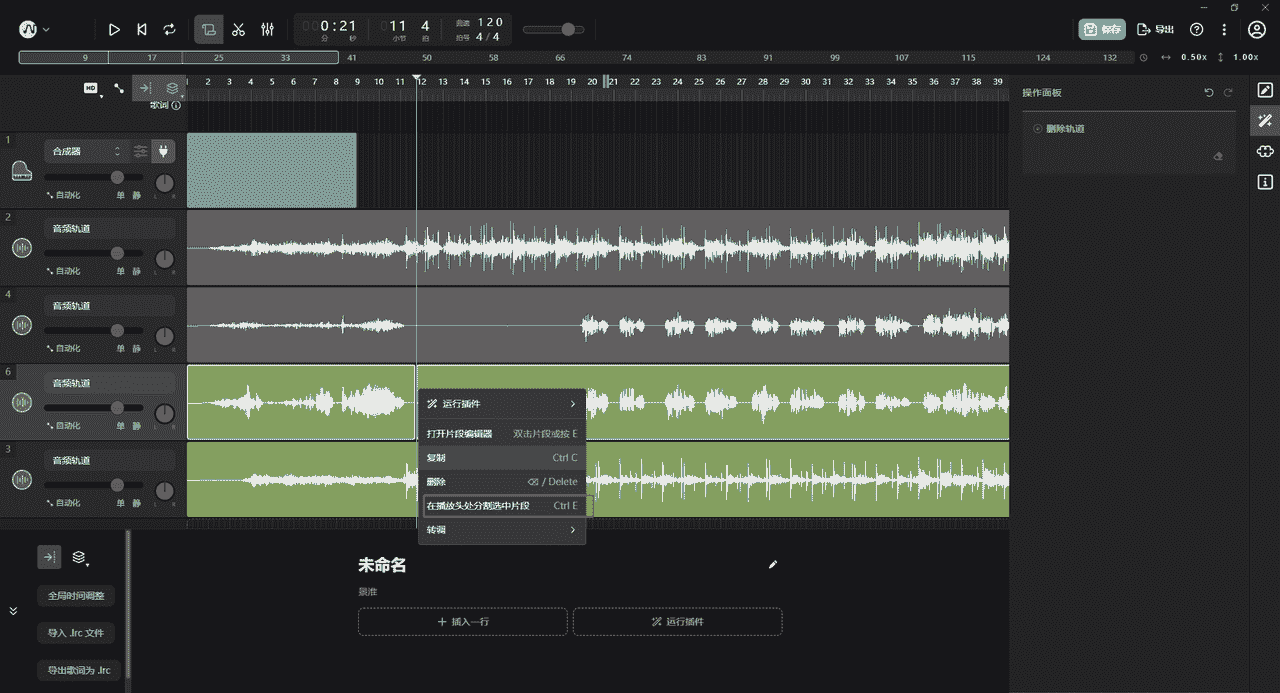 0:21
分 秒
11 4
小节 拍
120
拍号 4/4
保存
导出
9 17 25 33 41 49 58 66 74 82 91 99 107 115 124 132
0.50x
1.00x
HD
1 2 3 4 5 6 7 8 9 10 11 12 13 14 15 16 17 18 19 20 21 22 23 24 25 26 27 28 29 30 31 32 33 34 35 36 37 38 39
歌词
操作面板
删除轨道
1
合成器
自动化 单 静 L R
2
音频轨道
自动化 单 静 L R
4
音频轨道
自动化 单 静 L R
6
音频轨道
自动化 单 静 L R
3
音频轨道
自动化 单 静 L R
运行插件
打开片段编辑器 双击片段或按 E
复制 Ctrl C
删除 ⌫ / Delete
在播放头处分割选中片段 Ctrl E
转调
未命名
全局时间调整
导入 .lrc 文件
导出歌词为 .lrc
+ 插入一行
运行插件